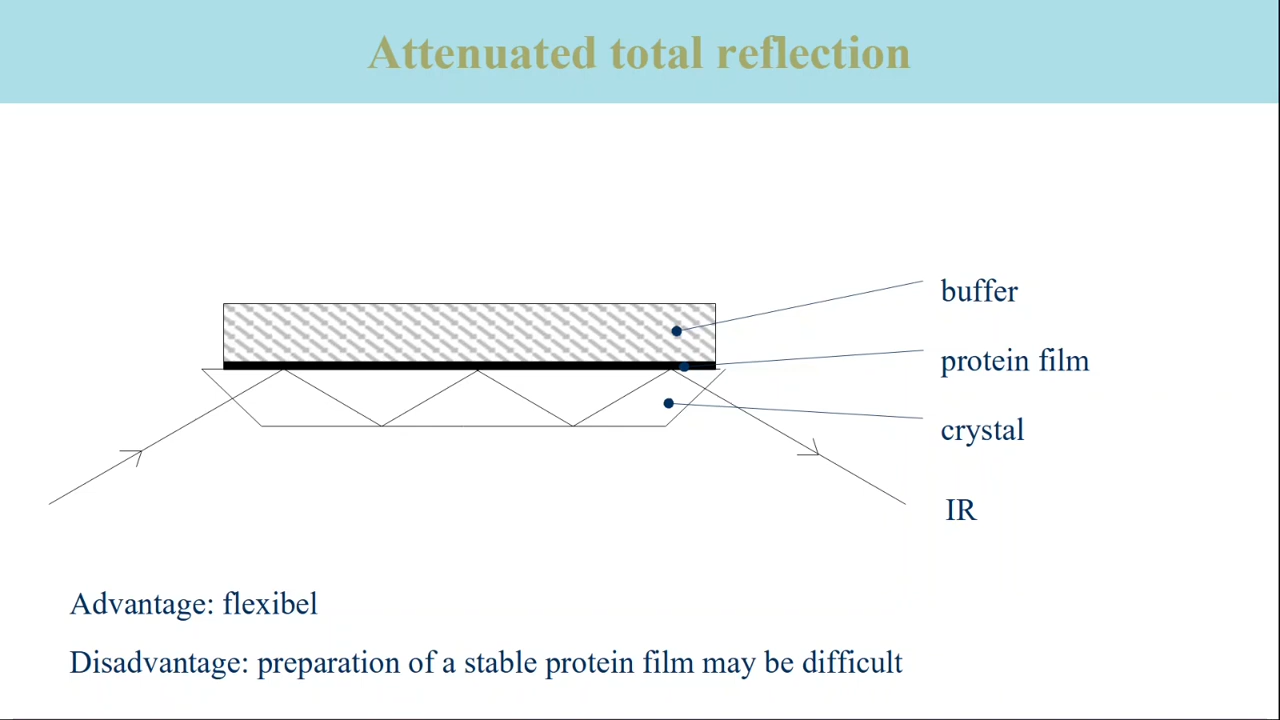 Attenuated total reflection
buffer
protein film
crystal
IR
Advantage: flexibel
Disadvantage: preparation of a stable protein film may be difficult